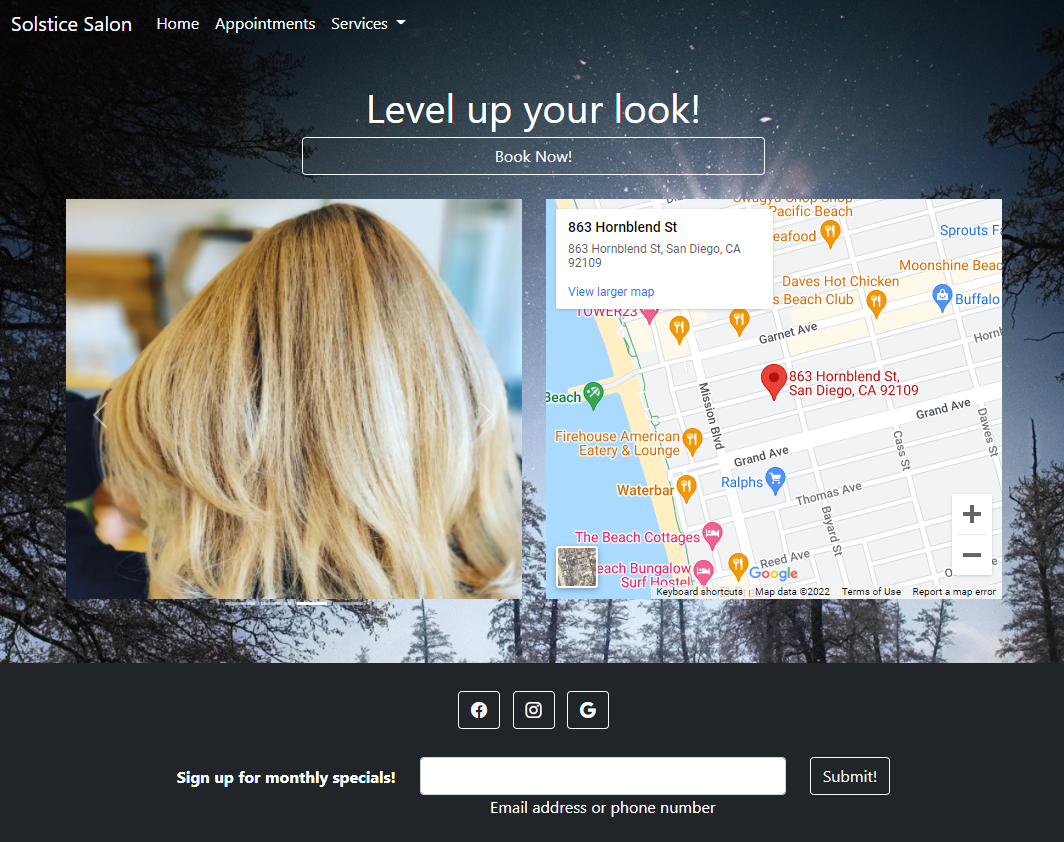 Solstice Salon
Home
Appointments
Services
Level up your look!
Book Now!
863 Hornblend St
863 Hornblend St, San Diego, CA
92109
View larger map
Pacific Beach
Sprouts
Moonshine
Daves Hot Chicken
Beach Club
Buffalo
TOWER23
Garnet Ave
863 Hornblend St,
San Diego, CA 92109
Beach
Mission Blvd
Grand Ave
Dawes St
Firehouse American
Eatery & Lounge
Cass St
Grand Ave
Ralphs
Waterbar
Thomas Ave
Bayard St
The Beach Cottages
Reed Ave
Bungalow
Surf Hostel
Google
Keyboard shortcuts
Map data ©2022
Terms of Use
Report a map error
Sign up for monthly specials!
Submit!
Email address or phone number